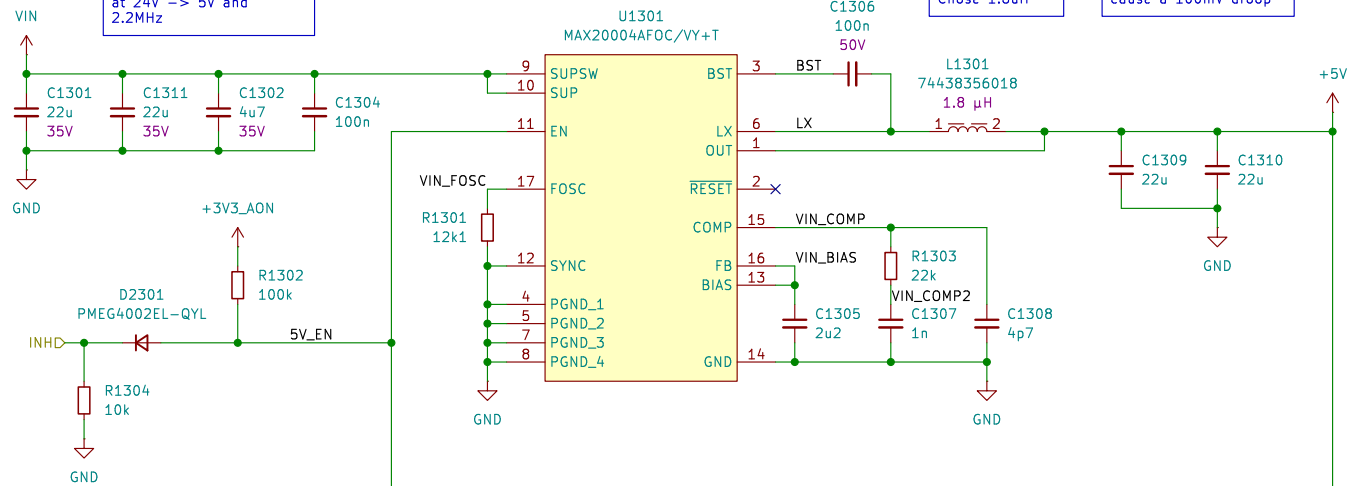 at 24V -> 5V and
2.2MHz
VIN
C1301
22u
35V
C1311
22u
35V
C1302
4u7
35V
C1304
100n
GND
U1301
MAX20004AFOC/VY+T
9
SUPSW
10
SUP
11
EN
VIN_FOSC
17
FOSC
R1301
12k1
12
SYNC
4
PGND_1
5
PGND_2
7
PGND_3
8
PGND_4
GND
BST
3
BST
C1306
100n
50V
LX
6
LX
OUT
1
RESET
2
COMP
15
VIN_COMP
FB
16
VIN_BIAS
BIAS
13
GND
14
L1301
74438356018
1.8 μH
1
2
+5V
C1309
22u
C1310
22u
GND
R1303
22k
VIN_COMP2
C1305
2u2
C1307
1n
C1308
4p7
GND
+3V3_AON
R1302
100k
D2301
PMEG4002EL-QYL
INH
5V_EN
R1304
10k
GND